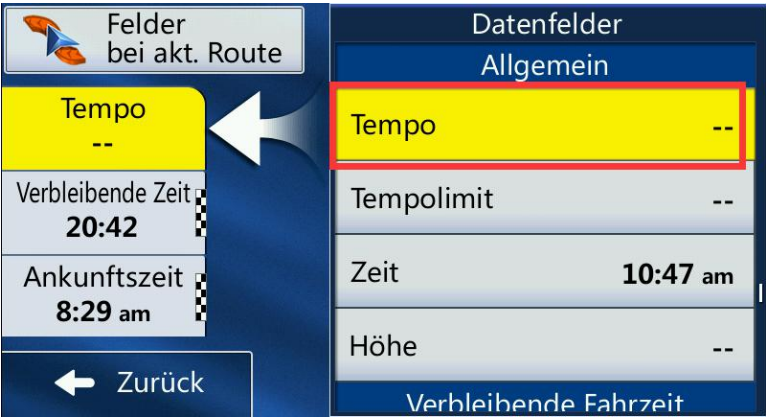 Felder
bei akt. Route
Tempo
--
Verbleibende Zeit
20:42
Ankunftszeit
8:29 am
Zurück
Datenfelder
Allgemein
Tempo --
Tempolimit --
Zeit 10:47 am
Höhe --
Verbleibende Fahrzeit